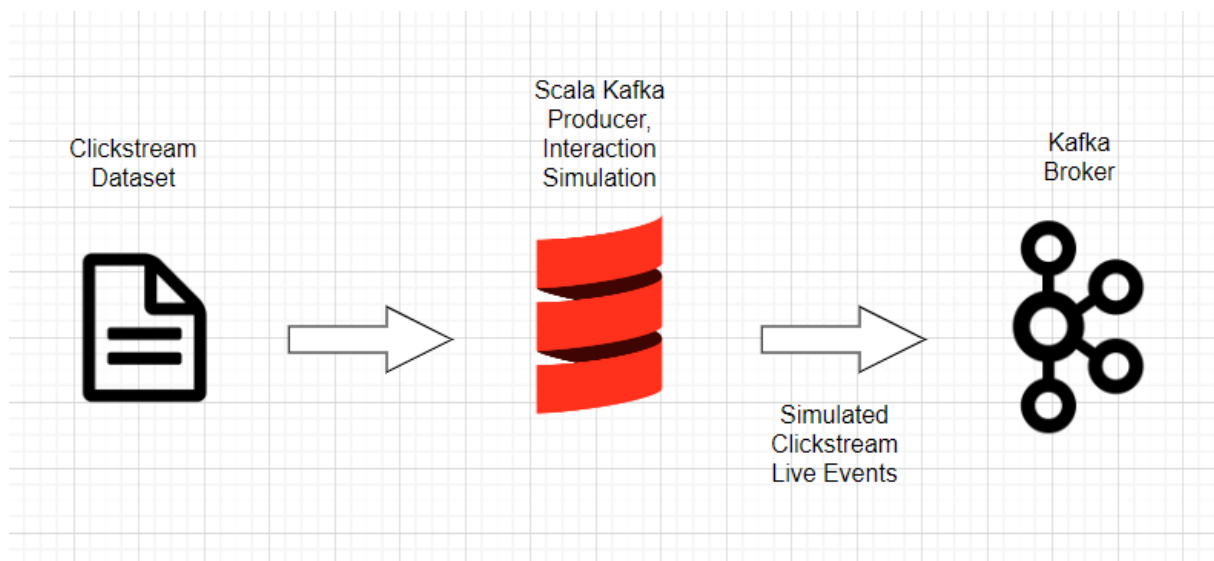 Clickstream
Dataset
Scala Kafka
Producer,
Interaction
Simulation
Kafka
Broker
Simulated
Clickstream
Live Events